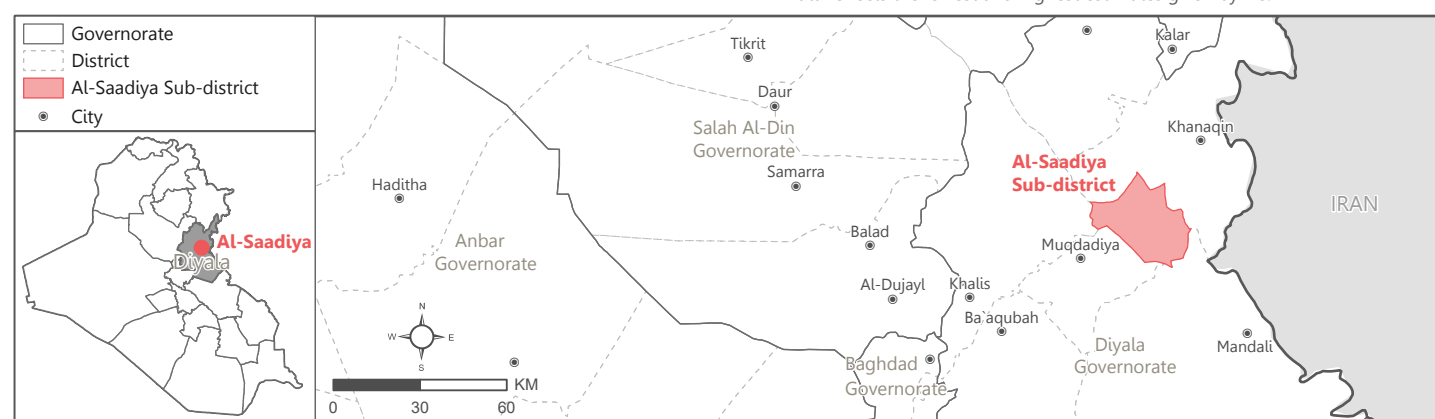 Governorate
District
Al-Saadiya Sub-district
City
Al-Saadiya
Diyala
Tikrit
Kalar
Daur
Salah Al-Din
Governorate
Khanaqin
Al-Saadiya
Sub-district
Samarra
Haditha
IRAN
Anbar
Governorate
Balad
Muqdadiya
Al-Dujayl
Khalis
Ba`aqubah
Diyala
Governorate
Mandali
Baghdad
Governorate
N
W
E
S
KM
0
30
60